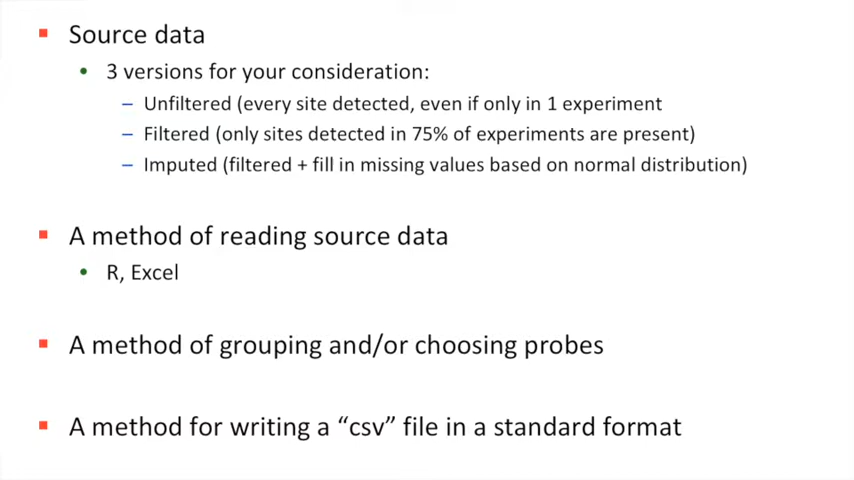 Source data
3 versions for your consideration:
– Unfiltered (every site detected, even if only in 1 experiment
– Filtered (only sites detected in 75% of experiments are present)
– Imputed (filtered + fill in missing values based on normal distribution)
A method of reading source data
R, Excel
A method of grouping and/or choosing probes
A method for writing a “csv” file in a standard format